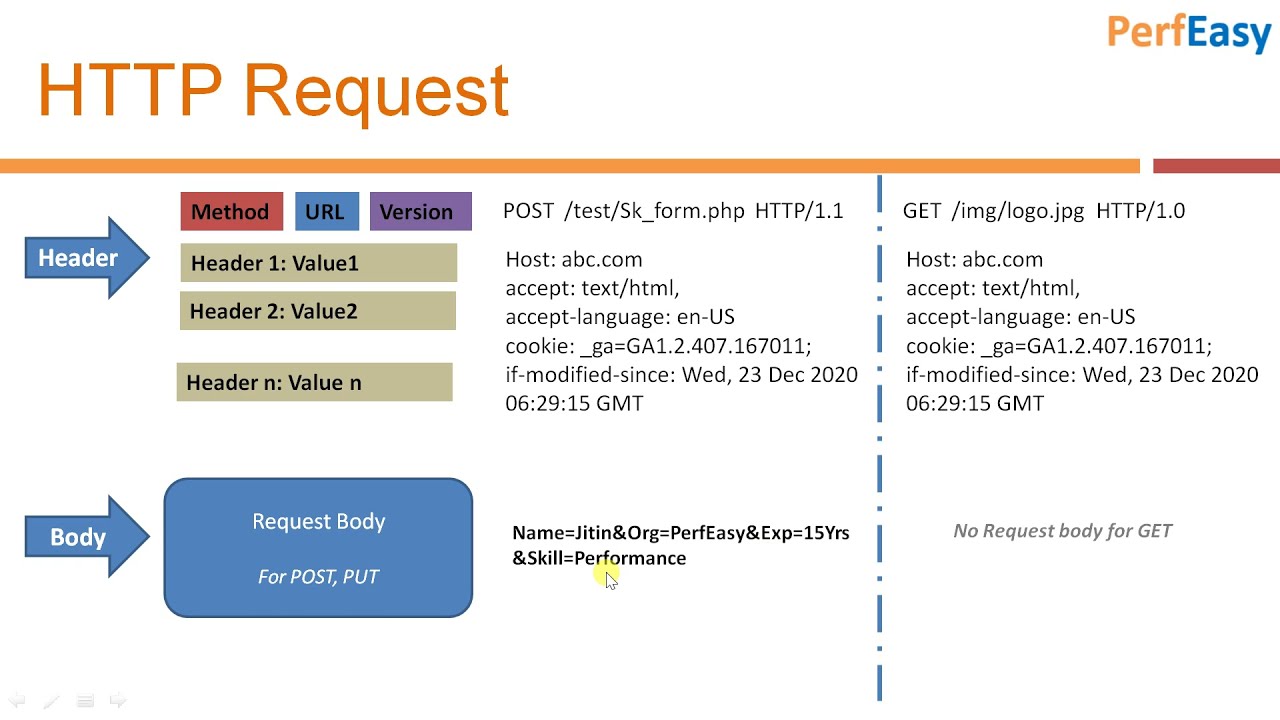 PerfEasy
HTTP Request
Header
Method URL Version
Header 1: Value1
Header 2: Value2
Header n: Value n
POST /test/Sk_form.php HTTP/1.1
Host: abc.com
accept: text/html,
accept-language: en-US
cookie: _ga=GA1.2.407.167011;
if-modified-since: Wed, 23 Dec 2020
06:29:15 GMT
GET /img/logo.jpg HTTP/1.0
Host: abc.com
accept: text/html,
accept-language: en-US
cookie: _ga=GA1.2.407.167011;
if-modified-since: Wed, 23 Dec 2020
06:29:15 GMT
Body
Request Body
For POST, PUT
Name=Jitin&Org=PerfEasy&Exp=15Yrs
&Skill=Performance
No Request body for GET